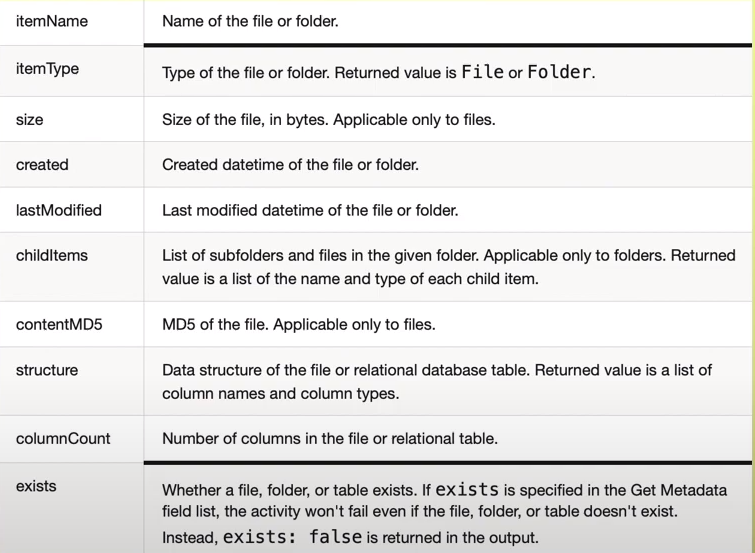 itemName Name of the file or folder.
itemType Type of the file or folder. Returned value is File or Folder.
size Size of the file, in bytes. Applicable only to files.
created Created datetime of the file or folder.
lastModified Last modified datetime of the file or folder.
childItems List of subfolders and files in the given folder. Applicable only to folders. Returned
value is a list of the name and type of each child item.
contentMD5 MD5 of the file. Applicable only to files.
structure Data structure of the file or relational database table. Returned value is a list of
column names and column types.
columnCount Number of columns in the file or relational table.
exists Whether a file, folder, or table exists. If exists is specified in the Get Metadata
field list, the activity won't fail even if the file, folder, or table doesn't exist.
Instead, exists: false is returned in the output.